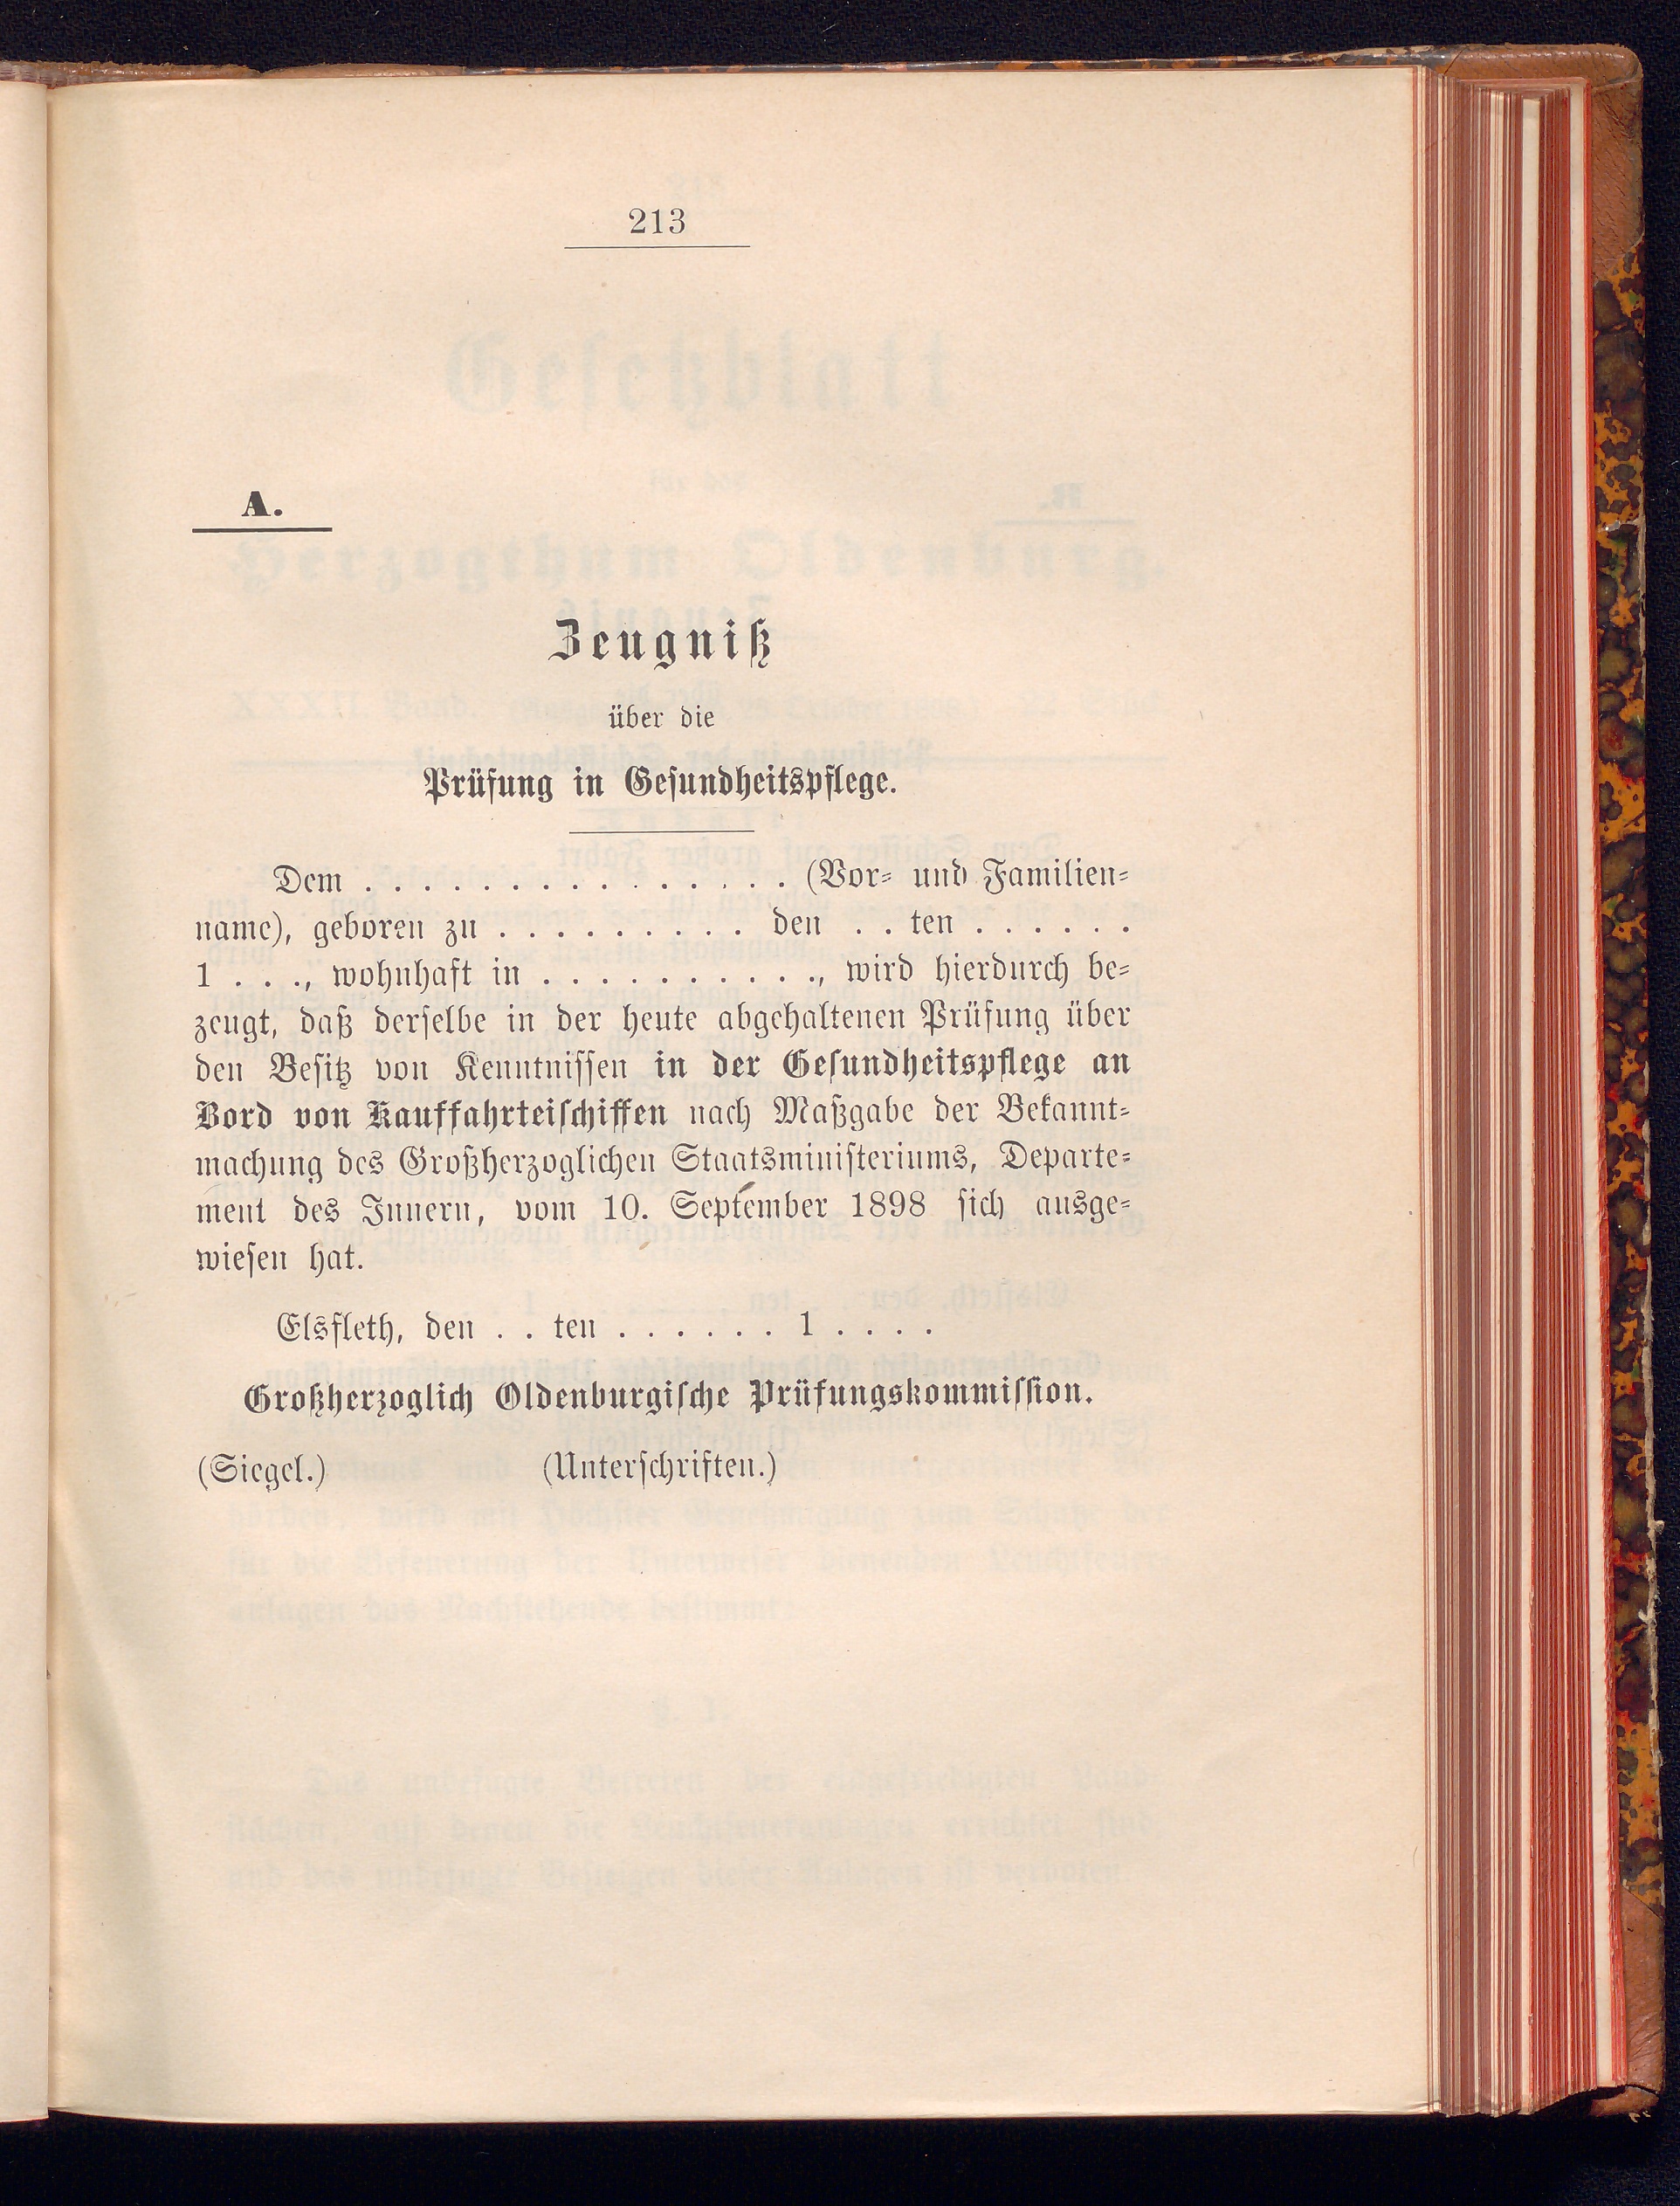 213
A.
Zeugniß
über die
Prüfung in Gesundheitspflege.
Dem . . . . . . . . . . . . . . . (Vor- und Familien-
name), geboren zu . . . . . . . . . den . . ten . . . . . .
1 . . ., wohnhaft in . . . . . . . . . ., wird hierdurch be-
zeugt, daß derselbe in der heute abgehaltenen Prüfung über
den Besitz von Kenntnissen in der Gesundheitspflege an
Bord von Kauffahrteischiffen nach Maßgabe der Bekannt-
machung des Großherzoglichen Staatsministeriums, Departe-
ment des Innern, vom 10. September 1898 sich ausge-
wiesen hat.
Elsfleth, den . . ten . . . . . . 1 . . . .
Großherzoglich Oldenburgische Prüfungskommission.
(Siegel.) (Unterschriften.)